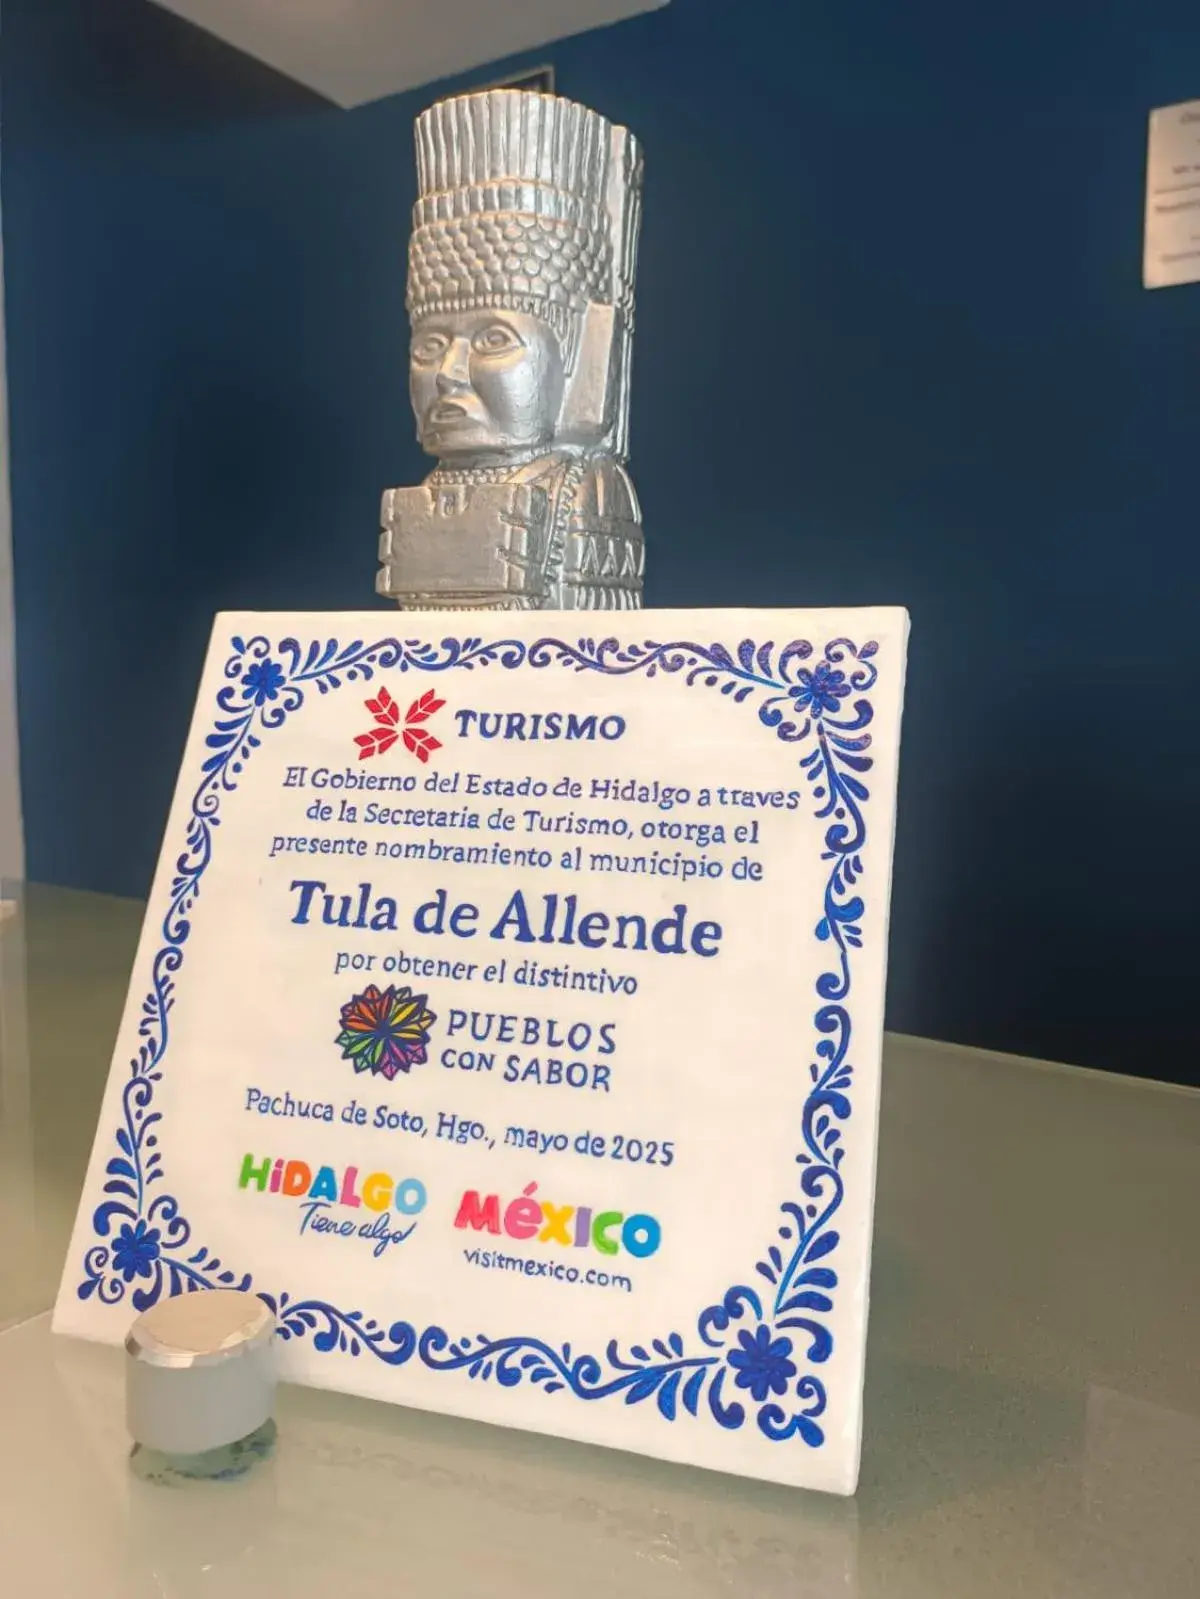 TURISMO
El Gobierno del Estado de Hidalgo a traves
de la Secretaria de Turismo, otorga el
presente nombramiento al municipio de
Tula de Allende
por obtener el distintivo
PUEBLOS
CON SABOR
Pachuca de Soto, Hgo., mayo de 2025
HiDALGO
Tiene algo
MéXICO
visitmexico.com